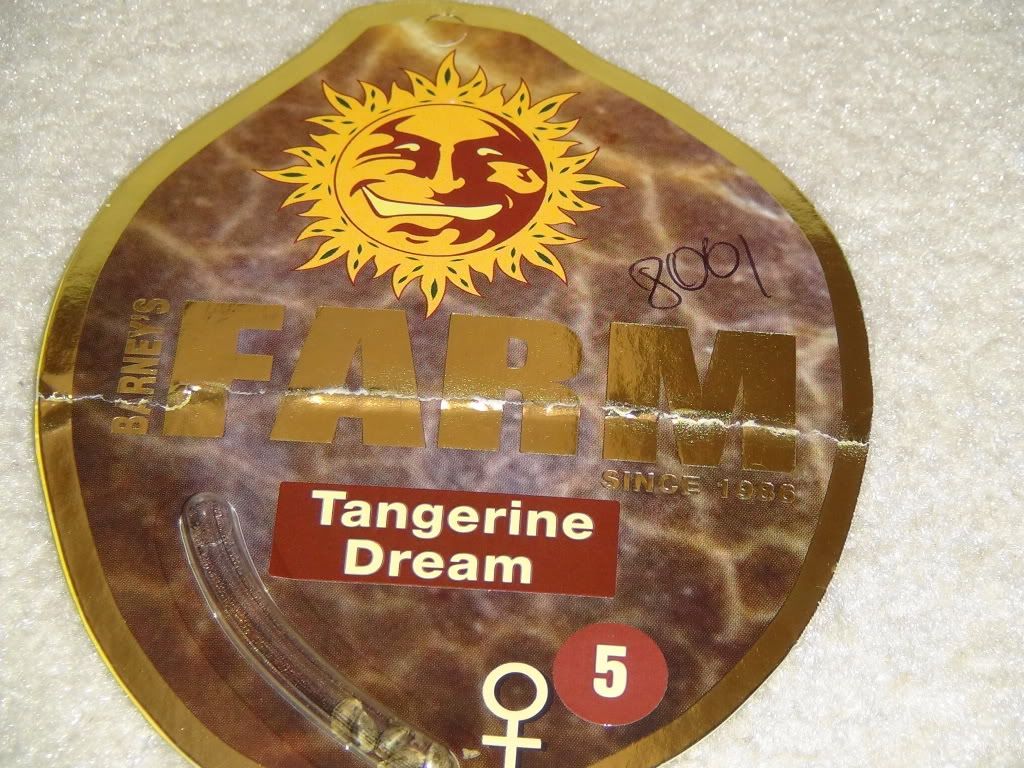 8001
BARNEY'S
FARM
SINCE 1986
Tangerine
Dream
5